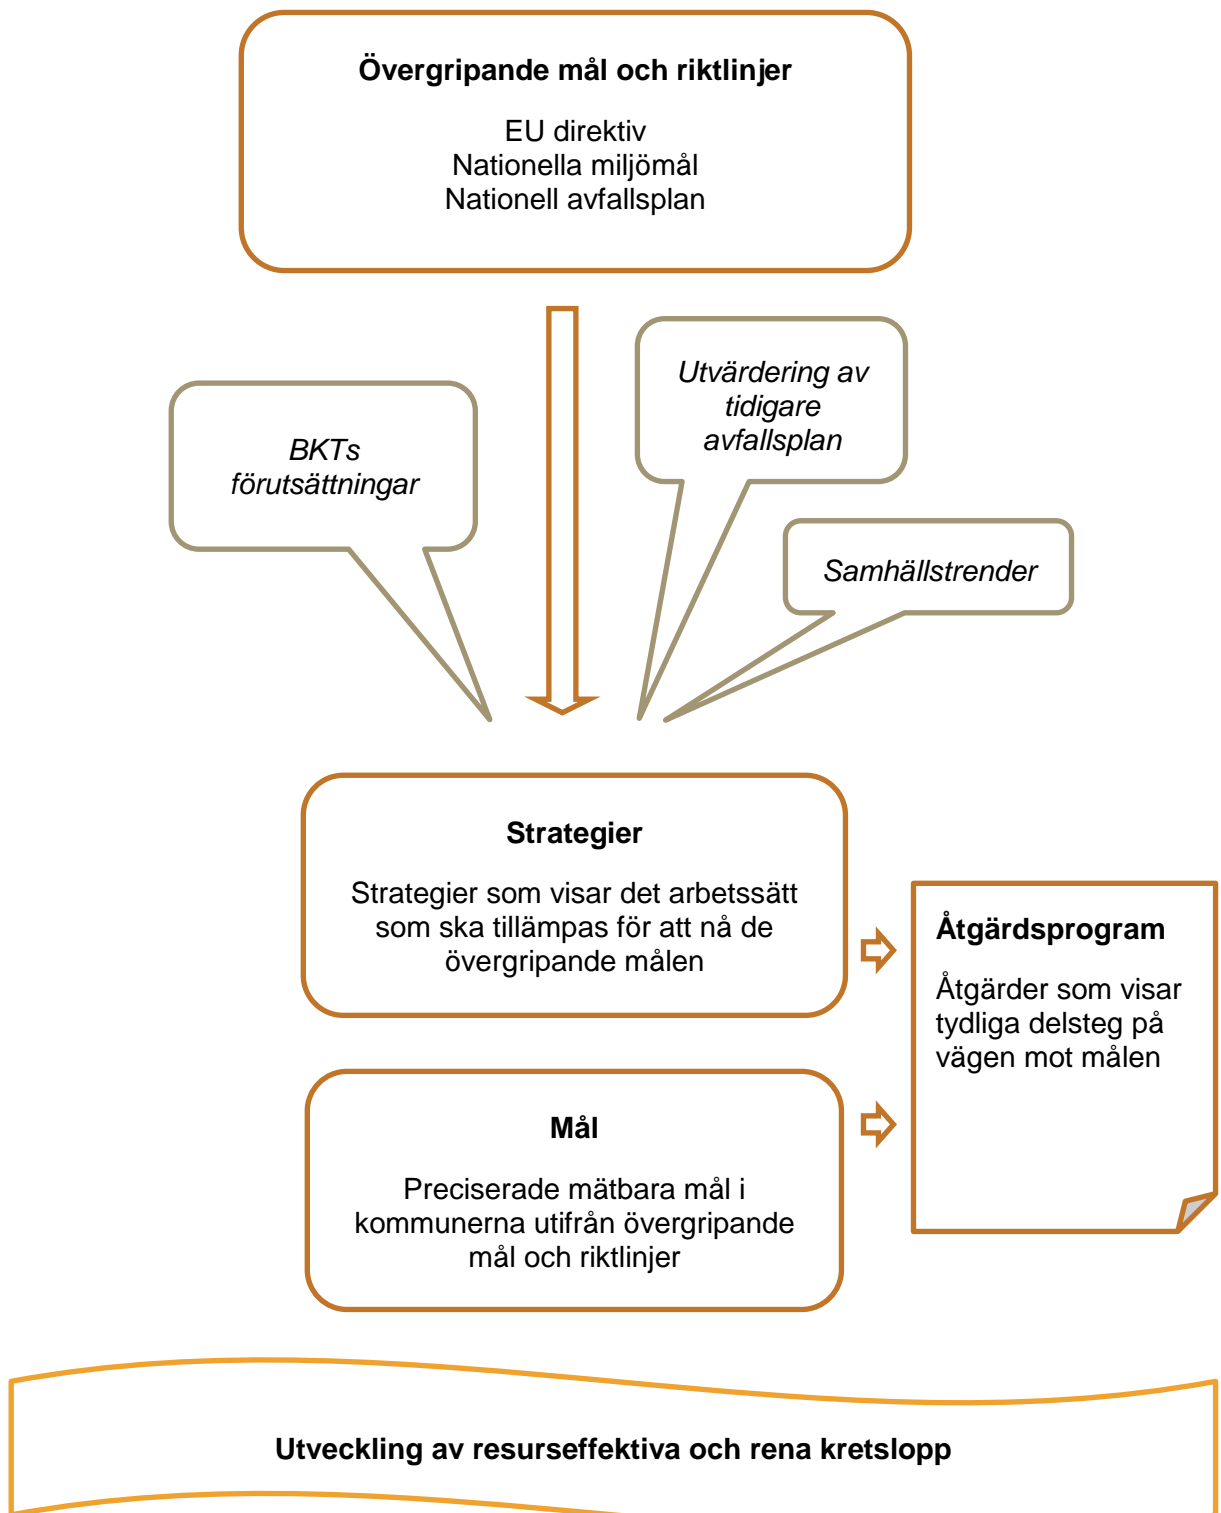 Övergripande mål och riktlinjer
EU direktiv
Nationella miljömål
Nationell avfallsplan
Utvärdering av
tidigare
avfallsplan
BKTs
förutsättningar
Samhällstrender
Strategier
Strategier som visar det arbetssätt
som ska tillämpas för att nå de
övergripande målen
Åtgärdsprogram
Åtgärder som visar
tydliga delsteg på
vägen mot målen
Mål
Preciserade mätbara mål i
kommunerna utifrån övergripande
mål och riktlinjer
Utveckling av resurseffektiva och rena kretslopp